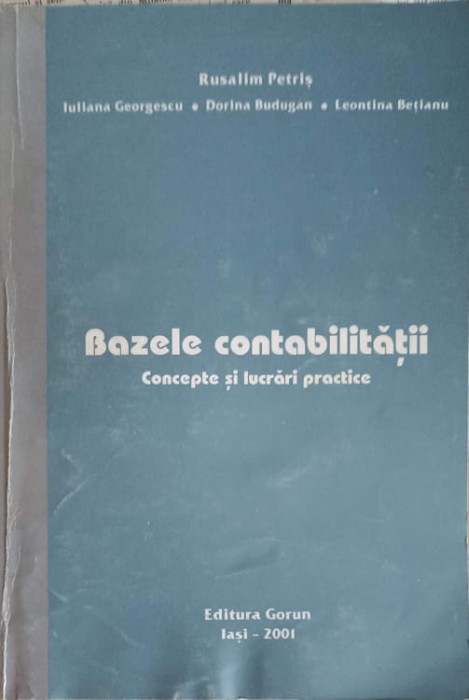 Rusalim Petriș
Iuliana Georgescu • Dorina Budugan • Leontina Bețianu
Bazele contabilității
Concepte și lucrări practice
Editura Gorun
Iași - 2001